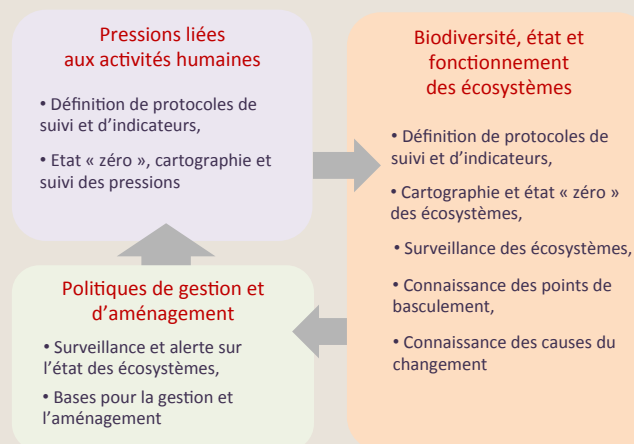 Pressions liées
aux activités humaines
• Définition de protocoles de
suivi et d'indicateurs,
• Etat « zéro », cartographie et
suivi des pressions
Biodiversité, état et
fonctionnement
des écosystèmes
• Définition de protocoles de
suivi et d'indicateurs,
• Cartographie et état « zéro »
des écosystèmes,
• Surveillance des écosystèmes,
• Connaissance des points de
basculement,
• Connaissance des causes du
changement
Politiques de gestion et
d'aménagement
• Surveillance et alerte sur
l'état des écosystèmes,
• Bases pour la gestion et
l'aménagement